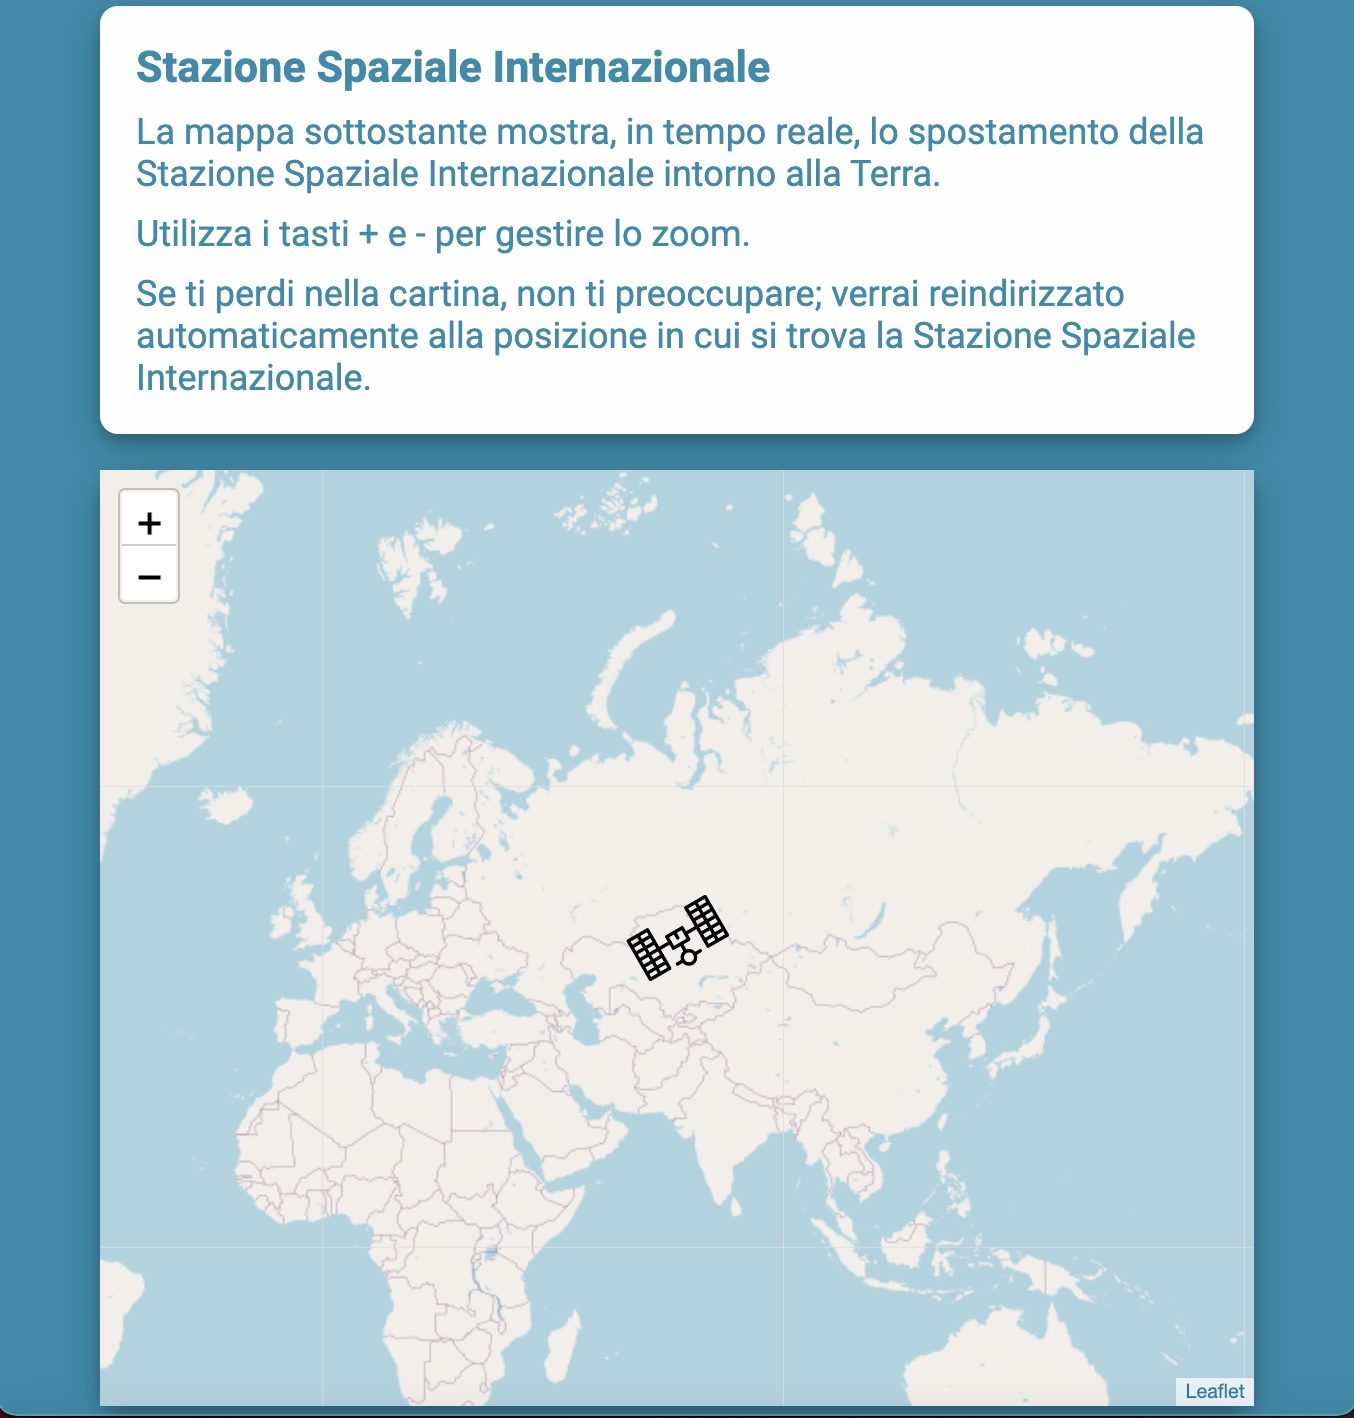 Stazione Spaziale Internazionale
La mappa sottostante mostra, in tempo reale, lo spostamento della
Stazione Spaziale Internazionale intorno alla Terra.
Utilizza i tasti + e - per gestire lo zoom.
Se ti perdi nella cartina, non ti preoccupare; verrai reindirizzato
automaticamente alla posizione in cui si trova la Stazione Spaziale
Internazionale.
+
−
Leaflet